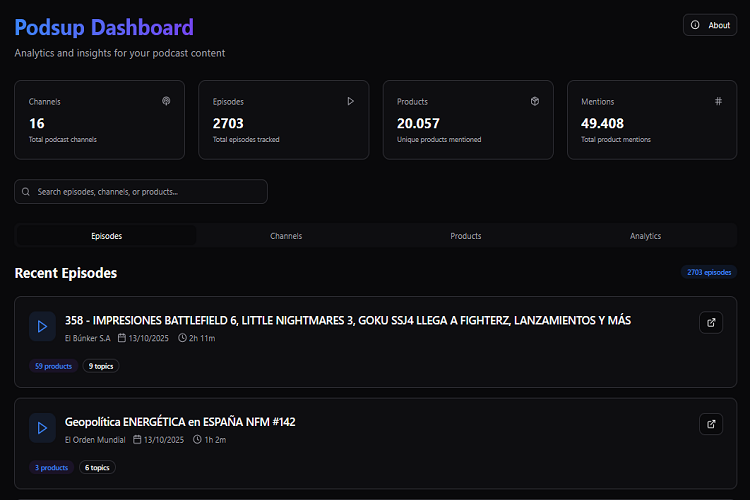 Podsup Dashboard
About
Analytics and insights for your podcast content
Channels
16
Total podcast channels
Episodes
2703
Total episodes tracked
Products
20.057
Unique products mentioned
Mentions
49.408
Total product mentions
Search episodes, channels, or products...
Episodes
Channels
Products
Analytics
Recent Episodes
2703 episodes
358 - IMPRESIONES BATTLEFIELD 6, LITTLE NIGHTMARES 3, GOKU SSJ4 LLEGA A FIGHTERZ, LANZAMIENTOS Y MÁS
El Búnker S.A 13/10/2025 2h 11m
59 products 9 topics
Geopolítica ENERGÉTICA en ESPAÑA NFM #142
El Orden Mundial 13/10/2025 1h 2m
3 products 6 topics